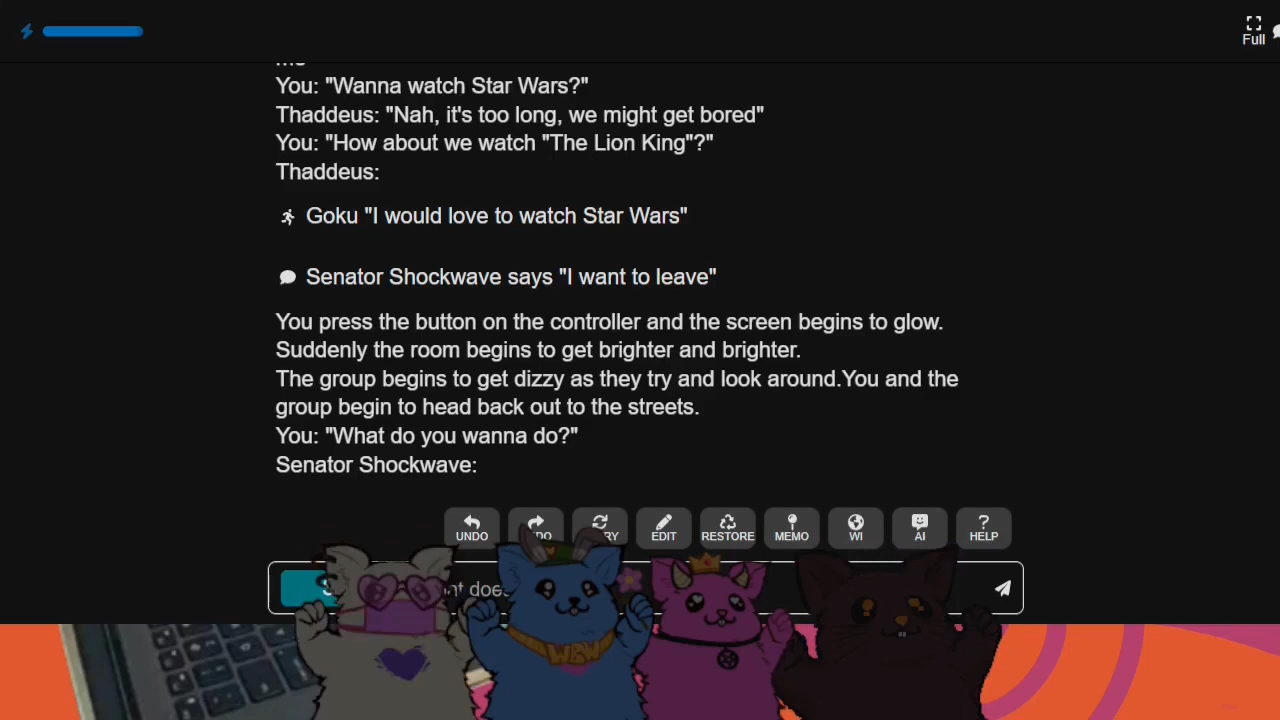 Full
You: "Wanna watch Star Wars?"
Thaddeus: "Nah, it's too long, we might get bored"
You: "How about we watch "The Lion King"?"
Thaddeus:
Goku "I would love to watch Star Wars"
Senator Shockwave says "I want to leave"
You press the button on the controller and the screen begins to glow.
Suddenly the room begins to get brighter and brighter.
The group begins to get dizzy as they try and look around.You and the
group begin to head back out to the streets.
You: "What do you wanna do?"
Senator Shockwave:
UNDO
EDIT
RESTORE
MEMO
WI
AI
HELP
WBW